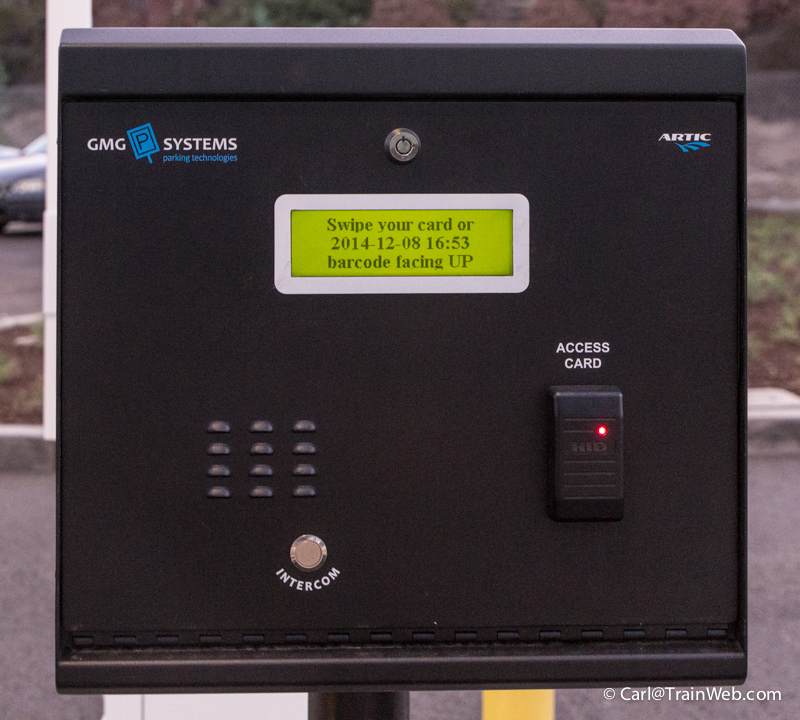 GMG P SYSTEMS
parking technologies
ARTIC
Swipe your card or
2014-12-08 16:53
barcode facing UP
ACCESS
CARD
HID
INTERCOM
© Carl@TrainWeb.com